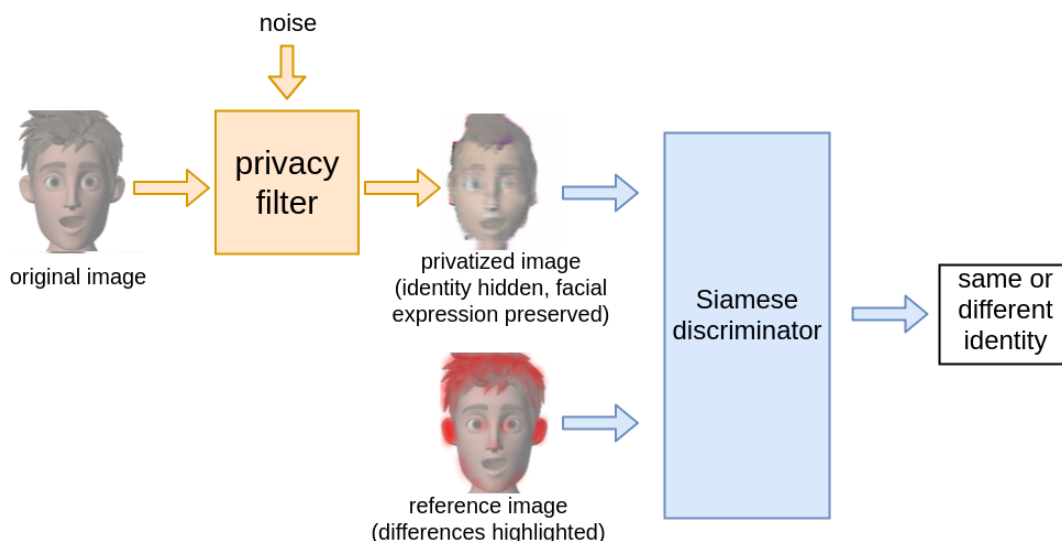 noise
privacy
filter
original image
privatized image
(identity hidden, facial
expression preserved)
Siamese
discriminator
same or
different
identity
reference image
(differences highlighted)